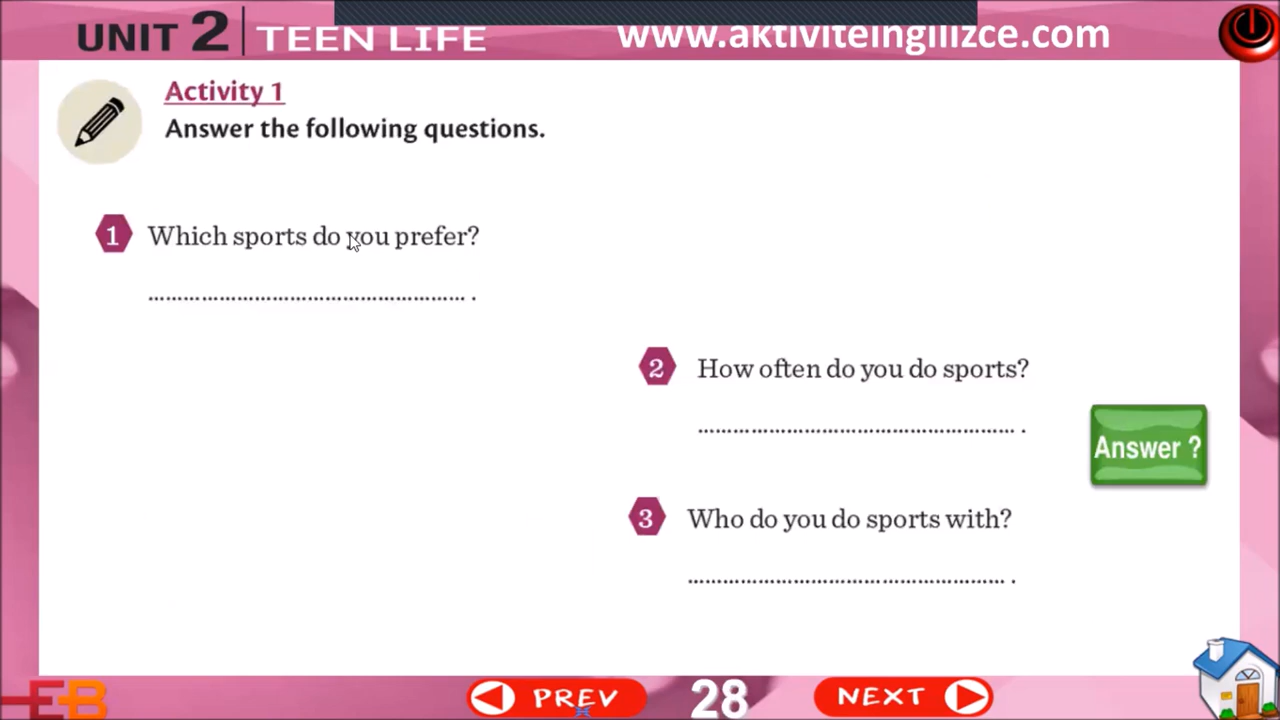 UNIT 2 TEEN LIFE
www.aktiviteingilizce.com
Activity 1
Answer the following questions.
1 Which sports do you prefer?
................................................ .
2 How often do you do sports?
................................................ .
Answer ?
3 Who do you do sports with?
................................................ .
EB
PREV
28
NEXT